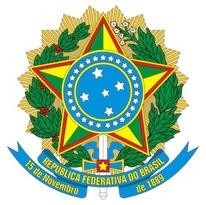 REPÚBLICA FEDERATIVA DO BRASIL
15 de Novembro
de 1889